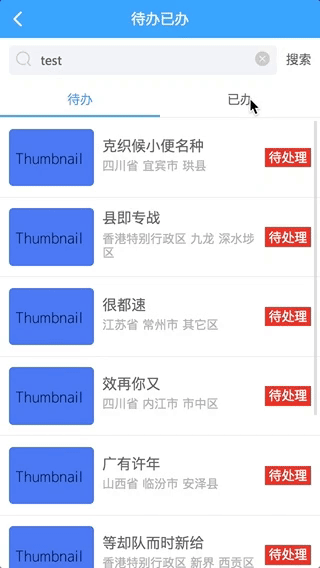 待办已办
test
搜索
待办 已办
Thumbnail
克织候小便名种
四川省 宜宾市 珙县
待处理
Thumbnail
县即专战
香港特别行政区 九龙 深水埗
区
待处理
Thumbnail
很都速
江苏省 常州市 其它区
待处理
Thumbnail
效再你又
四川省 内江市 市中区
待处理
Thumbnail
广有许年
山西省 临汾市 安泽县
待处理
Thumbnail
等却队而时新给
香港特别行政区 新界 西贡区
待处理